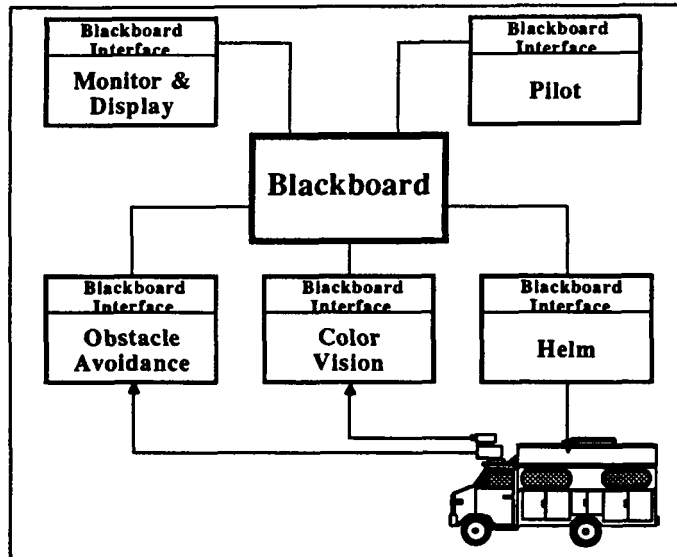 Blackboard
Interface
Monitor &
Display
Blackboard
Interface
Pilot
Blackboard
Blackboard
Interface
Obstacle
Avoidance
Blackboard
Interface
Color
Vision
Blackboard
Interface
Helm